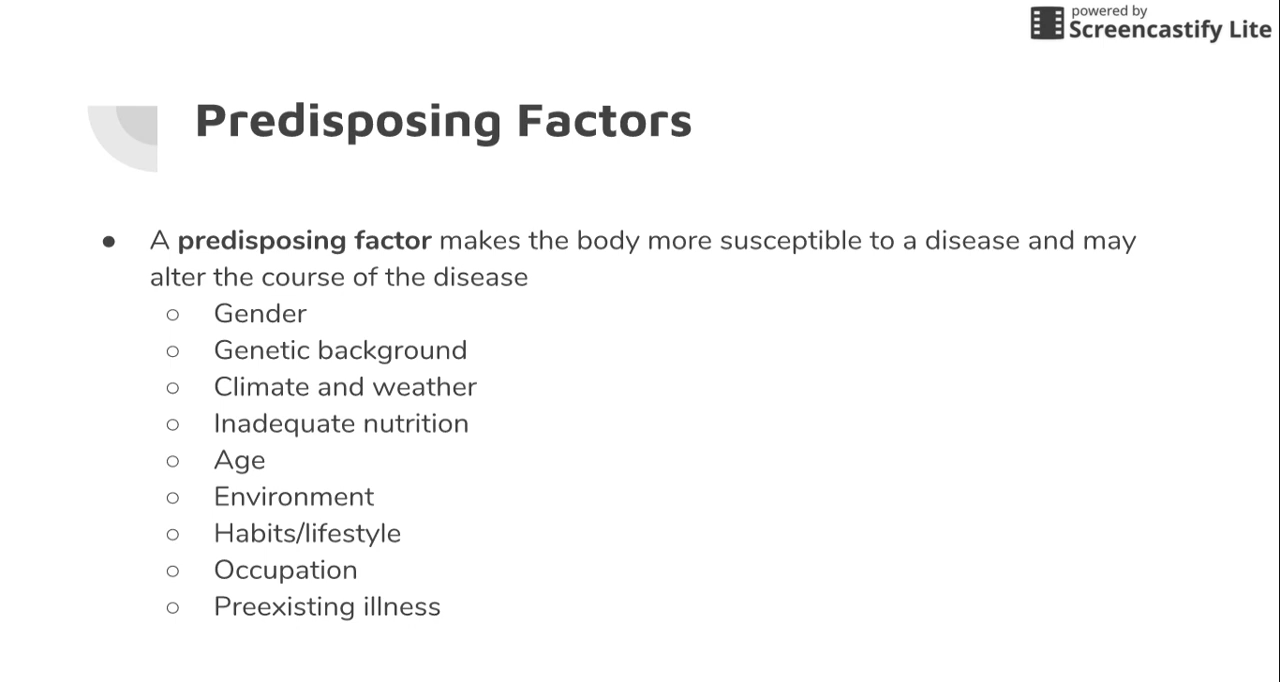 powered by
Screencastify Lite
Predisposing Factors
● A predisposing factor makes the body more susceptible to a disease and may
alter the course of the disease
○ Gender
○ Genetic background
○ Climate and weather
○ Inadequate nutrition
○ Age
○ Environment
○ Habits/lifestyle
○ Occupation
○ Preexisting illness